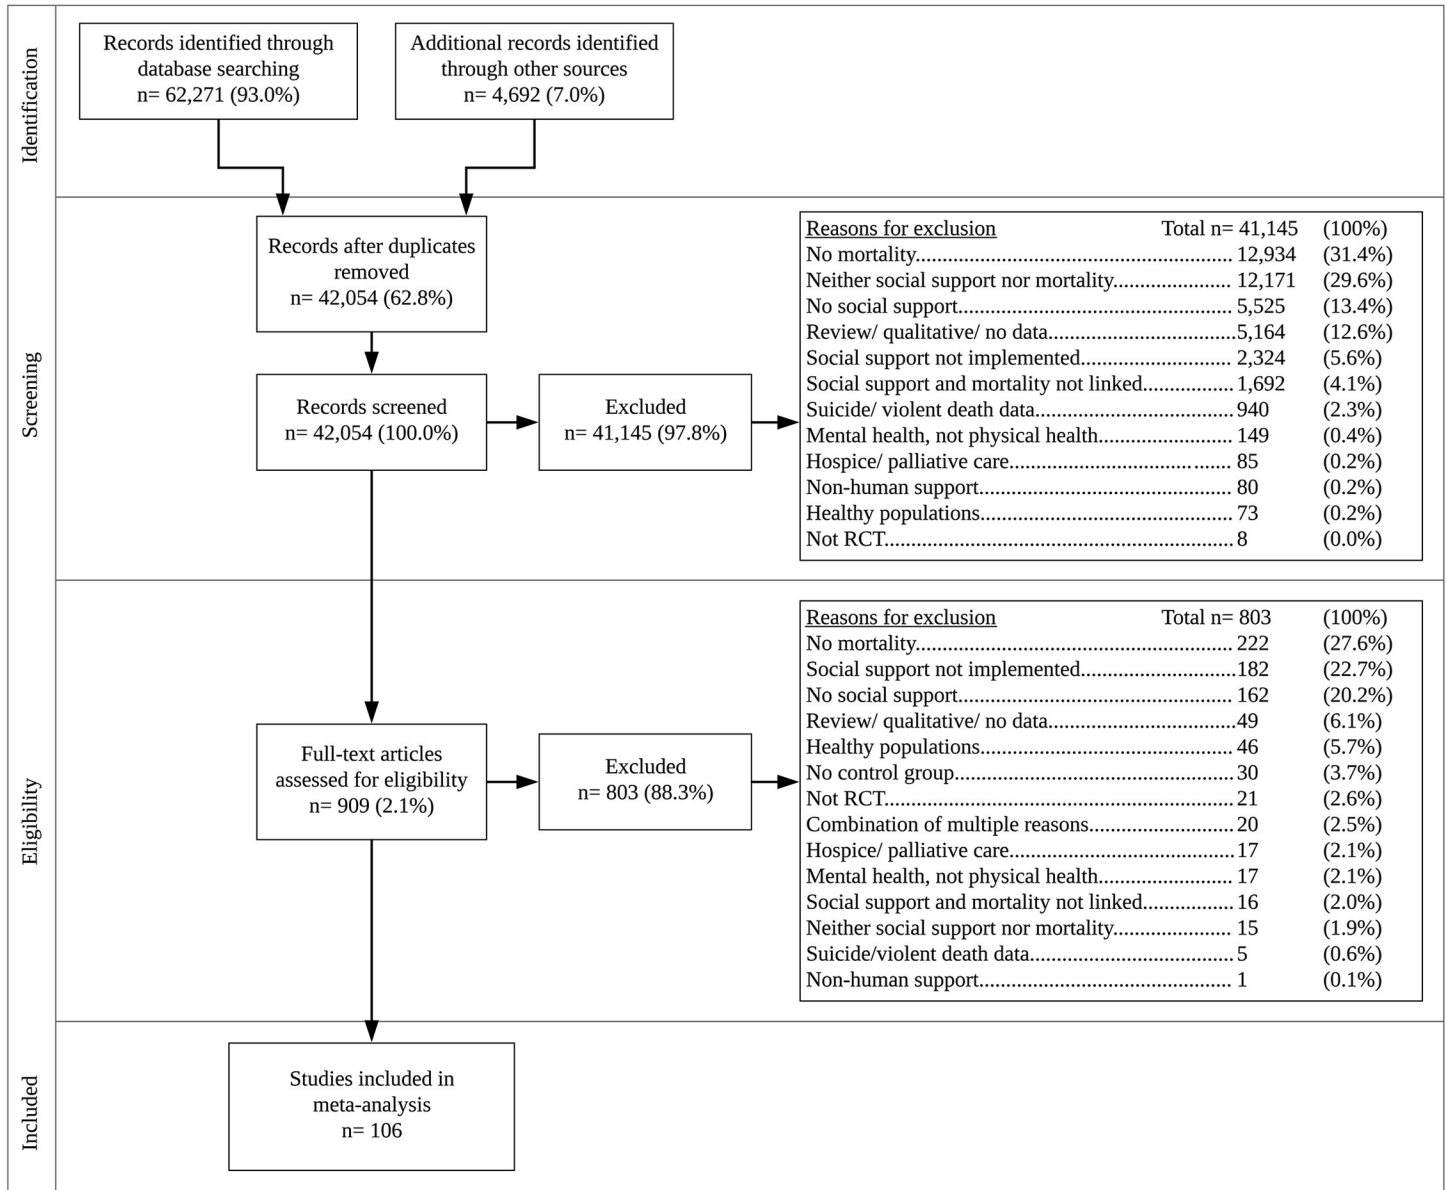 Identification
Records identified through
database searching
n= 62,271 (93.0%)
Additional records identified
through other sources
n= 4,692 (7.0%)
Screening
Records after duplicates
removed
n= 42,054 (62.8%)
Records screened
n= 42,054 (100.0%)
Excluded
n= 41,145 (97.8%)
Reasons for exclusion Total n= 41,145 (100%)
No mortality 12,934 (31.4%)
Neither social support nor mortality 12,171 (29.6%)
No social support 5,525 (13.4%)
Review/ qualitative/ no data 5,164 (12.6%)
Social support not implemented 2,324 (5.6%)
Social support and mortality not linked 1,692 (4.1%)
Suicide/ violent death data 940 (2.3%)
Mental health, not physical health 149 (0.4%)
Hospice/ palliative care 85 (0.2%)
Non-human support 80 (0.2%)
Healthy populations 73 (0.2%)
Not RCT 8 (0.0%)
Eligibility
Full-text articles
assessed for eligibility
n= 909 (2.1%)
Excluded
n= 803 (88.3%)
Reasons for exclusion Total n= 803 (100%)
No mortality 222 (27.6%)
Social support not implemented 182 (22.7%)
No social support 162 (20.2%)
Review/ qualitative/ no data 49 (6.1%)
Healthy populations 46 (5.7%)
No control group 30 (3.7%)
Not RCT 21 (2.6%)
Combination of multiple reasons 20 (2.5%)
Hospice/ palliative care 17 (2.1%)
Mental health, not physical health 17 (2.1%)
Social support and mortality not linked 16 (2.0%)
Neither social support nor mortality 15 (1.9%)
Suicide/violent death data 5 (0.6%)
Non-human support 1 (0.1%)
Included
Studies included in
meta-analysis
n= 106